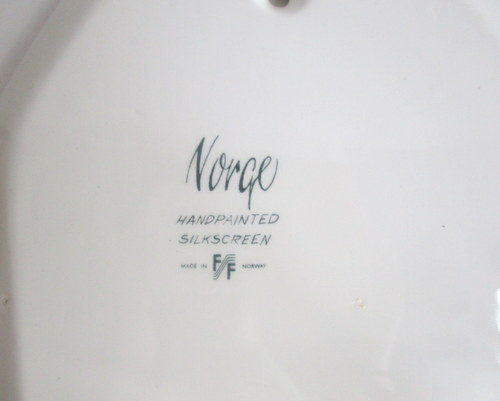 Norge
HANDPAINTED
SILKSCREEN
MADE IN F/F NORWAY